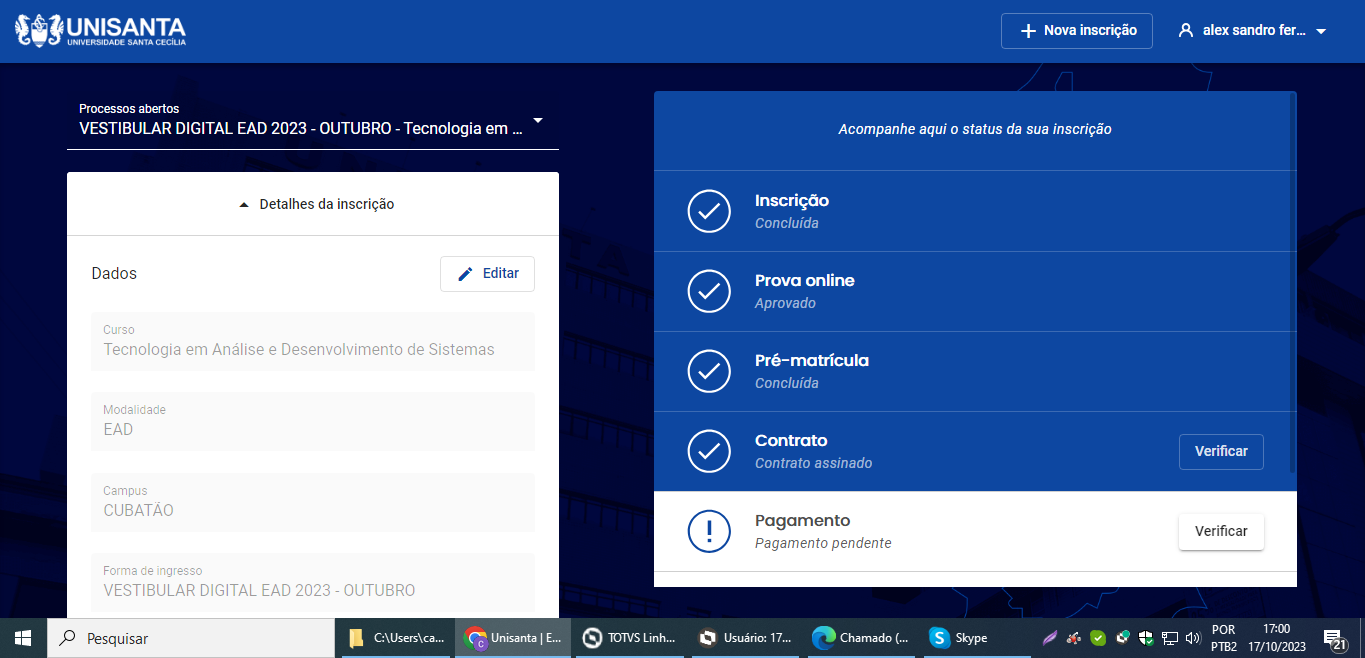 UNISANTA
UNIVERSIDADE SANTA CECÍLIA
Nova inscrição
alex sandro fer...
Processos abertos
VESTIBULAR DIGITAL EAD 2023 - OUTUBRO - Tecnologia em ...
Detalhes da inscrição
Dados
Editar
Curso
Tecnologia em Análise e Desenvolvimento de Sistemas
Modalidade
EAD
Campus
CUBATÃO
Forma de ingresso
VESTIBULAR DIGITAL EAD 2023 - OUTUBRO
Acompanhe aqui o status da sua inscrição
Inscrição
Concluída
Prova online
Aprovado
Pré-matrícula
Concluída
Contrato
Contrato assinado
Verificar
Pagamento
Pagamento pendente
Verificar
Pesquisar
C:\Users\ca...
Unisanta | E...
TOTVS Linh...
Usuário: 17...
Chamado (...
Skype
POR
PTB2
17:00
17/10/2023
21